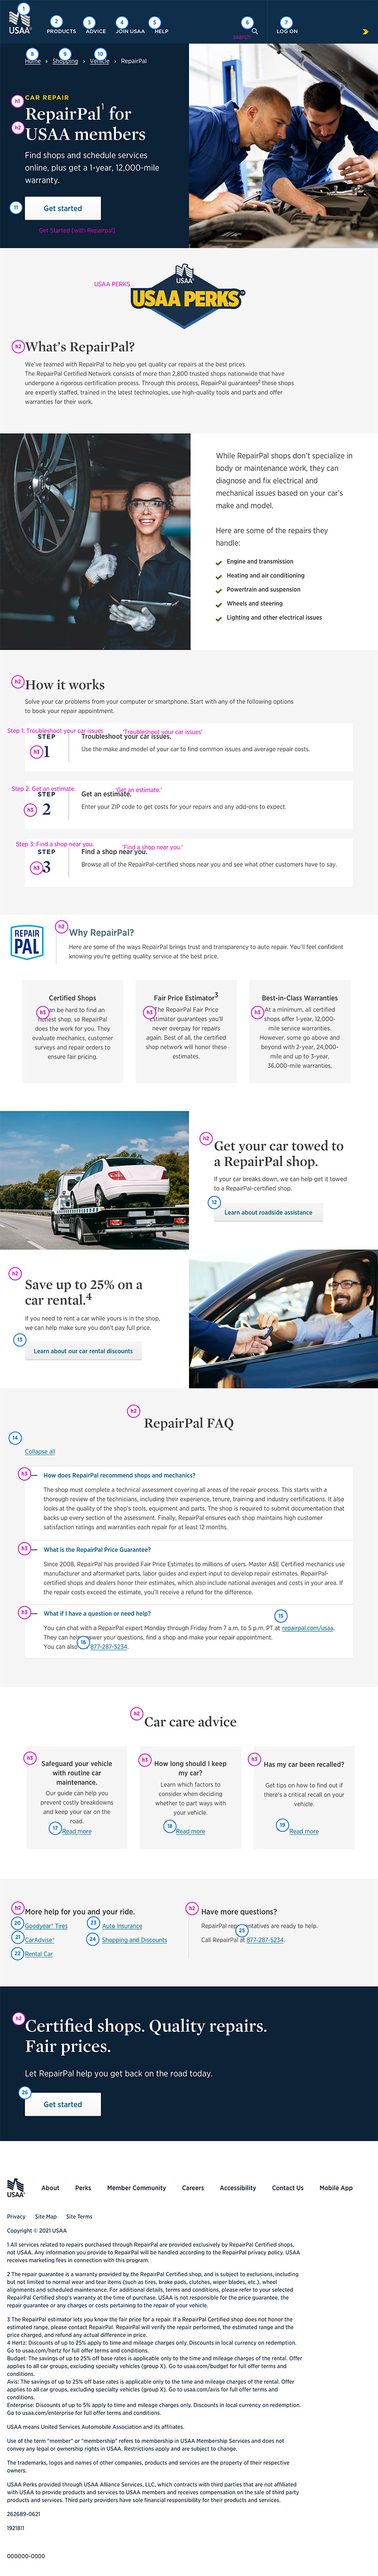 1
2
3
4
5
6
7
USAA
PRODUCTS
ADVICE
JOIN USAA
HELP
search
LOG ON
8
9
10
Home › Shopping › Vehicle › RepairPal
CAR REPAIR
h1
RepairPal¹ for
h2
USAA members
Find shops and schedule services
online, plus get a 1-year, 12,000-mile
warranty.
11
Get started
Get Started [with Repairpal]
USAA PERKS
USAA
USAA PERKS
h2
What's RepairPal?
We've teamed with RepairPal to help you get quality car repairs at the best prices.
The RepairPal Certified Network consists of more than 2,800 trusted shops nationwide that have
undergone a rigorous certification process. Through this process, RepairPal guarantees² these shops
are expertly staffed, trained in the latest technologies, use high-quality tools and parts and offer
warranties for their work.
While RepairPal shops don't specialize in
body or maintenance work, they can
diagnose and fix electrical and
mechanical issues based on your car's
make and model.
Here are some of the repairs they
handle:
Engine and transmission
Heating and air conditioning
Powertrain and suspension
Wheels and steering
Lighting and other electrical issues
h2
How it works
Solve your car problems from your computer or smartphone. Start with any of the following options
to book your repair appointment.
Step 1: Troubleshoot your car issues
'Troubleshoot your car issues'
STEP
Troubleshoot your car issues.
h3
1
Use the make and model of your car to find common issues and average repair costs.
Step 2: Get an estimate.
'Get an estimate.'
STEP
Get an estimate.
h3
2
Enter your ZIP code to get costs for your repairs and any add-ons to expect.
Step 3: Find a shop near you.
'Find a shop near you.'
STEP
Find a shop near you.
h3
3
Browse all of the RepairPal-certified shops near you and see what other customers have to say.
REPAIR
PAL
h2
Why RepairPal?
Here are some of the ways RepairPal brings trust and transparency to auto repair. You'll feel confident
knowing you're getting quality service at the best price.
Certified Shops
h3
en be hard to find an
nest shop, so RepairPal
does the work for you. They
evaluate mechanics, customer
surveys and repair orders to
ensure fair pricing.
Fair Price Estimator³
h3
The RepairPal Fair Price
Estimator guarantees you'll
never overpay for repairs
again. Best of all, the certified
shop network will honor these
estimates.
Best-in-Class Warranties
h3
At a minimum, all certified
shops offer 1-year, 12,000-
mile service warranties.
However, some go above and
beyond with 2-year, 24,000-
mile and up to 3-year,
36,000-mile warranties.
h2
Get your car towed to
a RepairPal shop.
If your car breaks down, we can help get it towed
to a RepairPal-certified shop.
12
Learn about roadside assistance
h2
Save up to 25% on a
car rental.⁴
If you need to rent a car while yours is in the shop,
we can help make sure you don't pay full price.
13
Learn about our car rental discounts
h2
RepairPal FAQ
14
Collapse all
h3
How does RepairPal recommend shops and mechanics?
The shop must complete a technical assessment covering all areas of the repair process. This starts with a
thorough review of the technicians, including their experience, tenure, training and industry certifications. It also
looks at the quality of the shop's tools, equipment and parts. The shop is required to submit documentation that
backs up every section of the assessment. Finally, RepairPal ensures each shop maintains high customer
satisfaction ratings and warranties each repair for at least 12 months.
h3
What is the RepairPal Price Guarantee?
Since 2008, RepairPal has provided Fair Price Estimates to millions of users. Master ASE Certified mechanics use
manufacturer and aftermarket parts, labor guides and expert input to develop repair estimates. RepairPal-
certified shops and dealers honor their estimates, which also include national averages and costs in your area. If
the repair costs exceed the estimate, you'll receive a refund for the difference.
h3
What if I have a question or need help?
15
You can chat with a RepairPal expert Monday through Friday from 7 a.m. to 5 p.m. PT at repairpal.com/usaa.
They can help answer your questions, find a shop and make your repair appointment.
16
You can also 877-287-5234.
h2
Car care advice
h3
Safeguard your vehicle
with routine car
maintenance.
Our guide can help you
prevent costly breakdowns
and keep your car on the
road.
17
Read more
h3
How long should I keep
my car?
Learn which factors to
consider when deciding
whether to part ways with
your vehicle.
18
Read more
h3
Has my car been recalled?
Get tips on how to find out if
there's a critical recall on your
vehicle.
19
Read more
h2
More help for you and your ride.
20
Goodyear® Tires
23
Auto Insurance
21
CarAdvise®
24
Shopping and Discounts
22
Rental Car
h2
Have more questions?
RepairPal representatives are ready to help.
25
Call RepairPal at 877-287-5234.
h2
Certified shops. Quality repairs.
Fair prices.
Let RepairPal help you get back on the road today.
26
Get started
USAA
About
Perks
Member Community
Careers
Accessibility
Contact Us
Mobile App
Privacy
Site Map
Site Terms
Copyright © 2021 USAA
1 All services related to repairs purchased through RepairPal are provided exclusively by RepairPal Certified shops,
not USAA. Any information you provide to RepairPal will be handled according to the RepairPal privacy policy. USAA
receives marketing fees in connection with this program.
2 The repair guarantee is a warranty provided by the RepairPal Certified shop, and is subject to exclusions, including
but not limited to normal wear and tear items (such as tires, brake pads, clutches, wiper blades, etc.), wheel
alignments and scheduled maintenance. For additional details, terms and conditions, please refer to your selected
RepairPal Certified shop's warranty at the time of purchase. USAA is not responsible for the price guarantee, the
repair guarantee or any charges or costs pertaining to the repair of your vehicle.
3 The RepairPal estimator lets you know the fair price for a repair. If a RepairPal Certified shop does not honor the
estimated range, please contact RepairPal. RepairPal will verify the repair performed, the estimated range and the
price charged, and refund any actual difference in price.
4 Hertz: Discounts of up to 25% apply to time and mileage charges only. Discounts in local currency on redemption.
Go to usaa.com/hertz for full offer terms and conditions.
Budget: The savings of up to 25% off base rates is applicable only to the time and mileage charges of the rental. Offer
applies to all car groups, excluding specialty vehicles (group X). Go to usaa.com/budget for full offer terms and
conditions.
Avis: The savings of up to 25% off base rates is applicable only to the time and mileage charges of the rental. Offer
applies to all car groups, excluding specialty vehicles (group X). Go to usaa.com/avis for full offer terms and
conditions.
Enterprise: Discounts of up to 5% apply to time and mileage charges only. Discounts in local currency on redemption.
Go to usaa.com/enterprise for full offer terms and conditions.
USAA means United Services Automobile Association and its affiliates.
Use of the term "member" or "membership" refers to membership in USAA Membership Services and does not
convey any legal or ownership rights in USAA. Restrictions apply and are subject to change.
The trademarks, logos and names of other companies, products and services are the property of their respective
owners.
USAA Perks provided through USAA Alliance Services, LLC, which contracts with third parties that are not affiliated
with USAA to provide products and services to USAA members and receives compensation on the sale of third party
products and services. Third party providers have sole financial responsibility for their products and services.
262689-0621
1921811
000000-0000